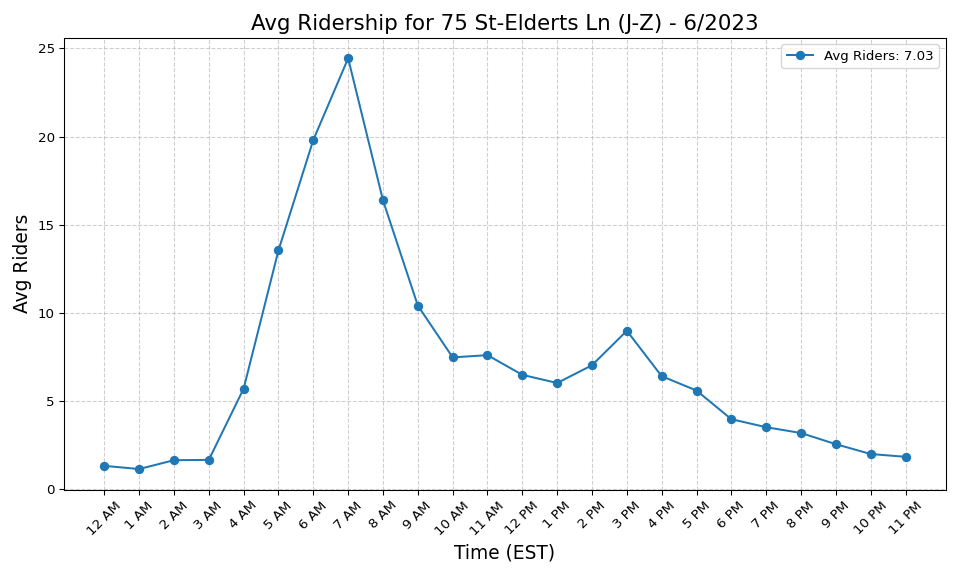 Avg Ridership for 75 St-Elderts Ln (J-Z) - 6/2023
Avg Riders: 7.03
Avg Riders
25
20
15
10
5
0
12 AM
1 AM
2 AM
3 AM
4 AM
5 AM
6 AM
7 AM
8 AM
9 AM
10 AM
11 AM
12 PM
1 PM
2 PM
3 PM
4 PM
5 PM
6 PM
7 PM
8 PM
9 PM
10 PM
11 PM
Time (EST)